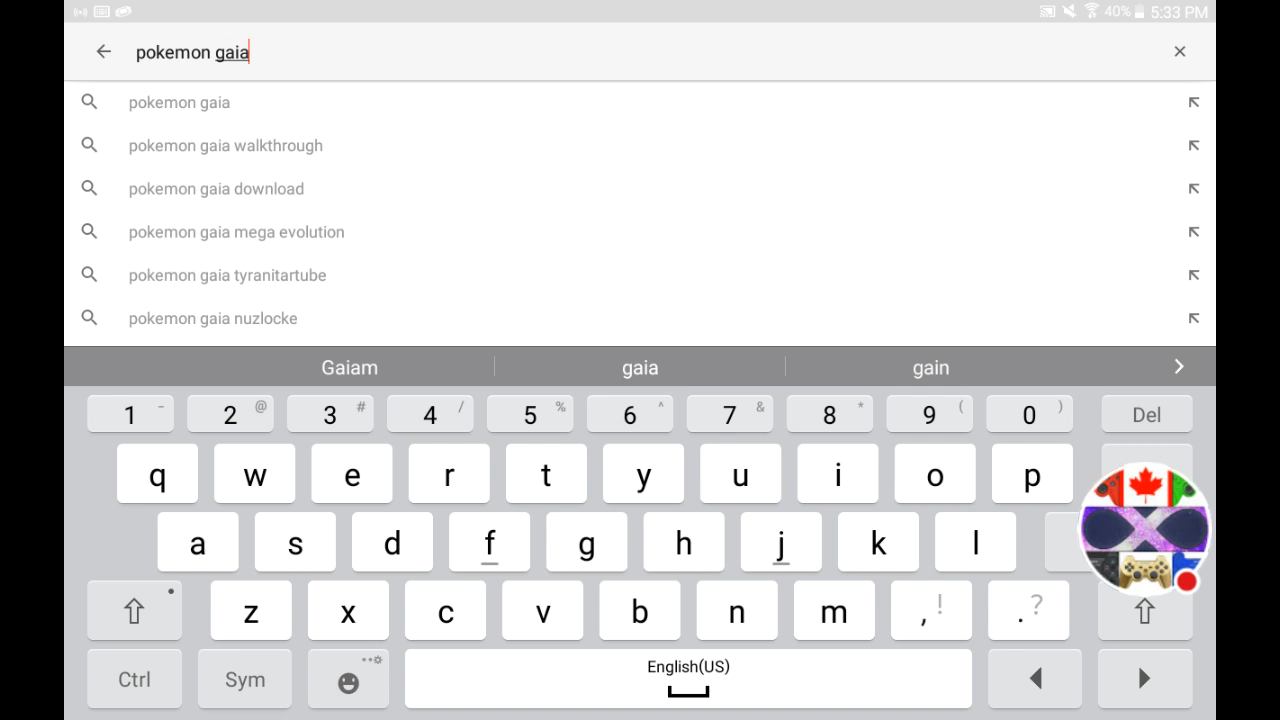 40% 5:33 PM
pokemon gaia
pokemon gaia
pokemon gaia walkthrough
pokemon gaia download
pokemon gaia mega evolution
pokemon gaia tyranitartube
pokemon gaia nuzlocke
Gaiam gaia gain
1 - 2 @ 3 # 4 / 5 % 6 ^ 7 & 8 * 9 ( 0 ) Del
q w e r t y u i o p
a s d f g h j k l
z x c v b n m , ! . ?
Ctrl Sym English(US)